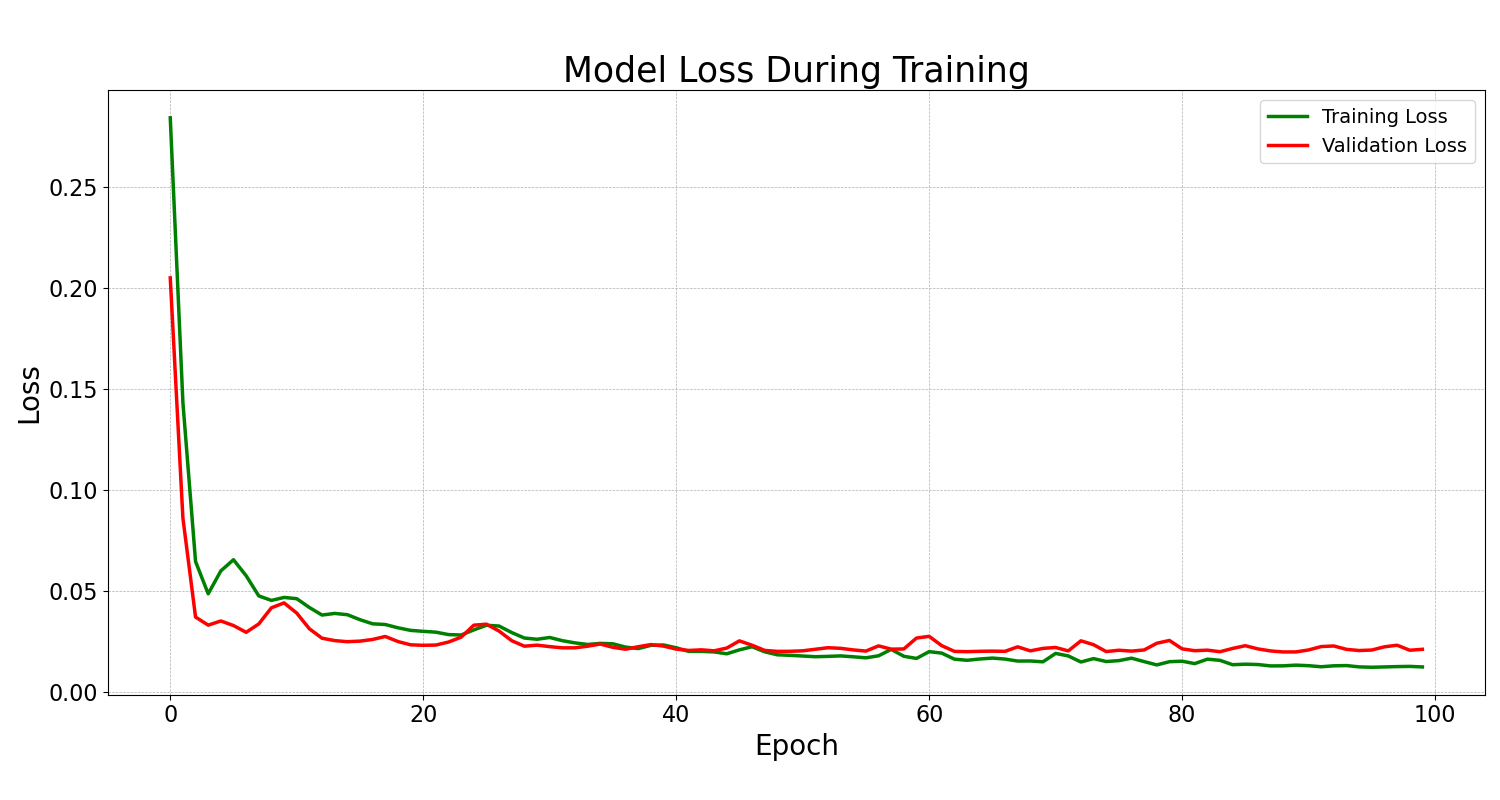 Model Loss During Training
Training Loss
Validation Loss
0.25
0.20
0.15
0.10
0.05
0.00
Loss
0 20 40 60 80 100
Epoch